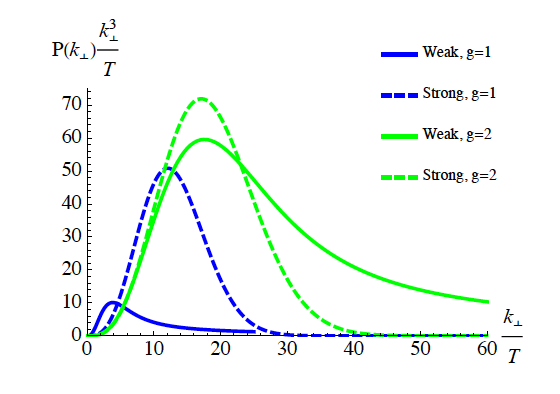 P(k⊥) k⊥³/T
Weak, g=1
Strong, g=1
Weak, g=2
Strong, g=2
70
60
50
40
30
20
10
0
0 10 20 30 40 50 60
k⊥/T